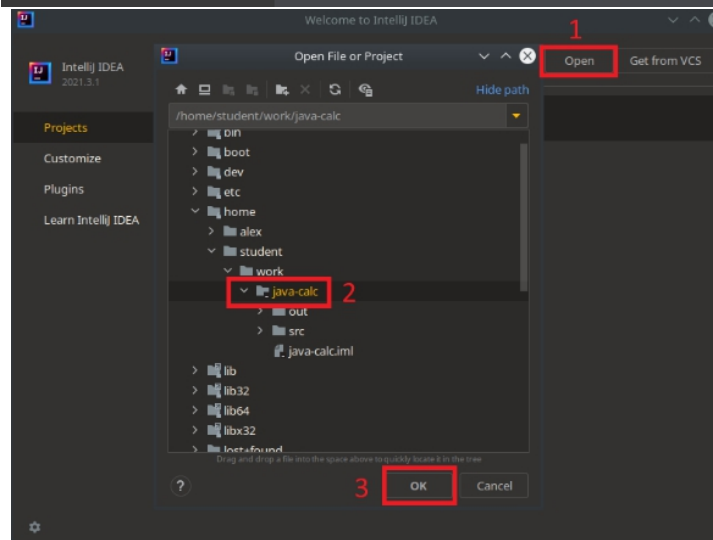 Welcome to IntelliJ IDEA
1
IntelliJ IDEA
2021.3.1
Open File or Project
Open
Get from VCS
Hide path
/home/student/work/java-calc
Projects
Customize
Plugins
Learn IntelliJ IDEA
bin
boot
dev
etc
home
alex
student
work
java-calc
2
out
src
java-calc.iml
lib
lib32
lib64
libx32
lost+found
Drag and drop a file into the space above to quickly locate it in the tree
?
3
OK
Cancel